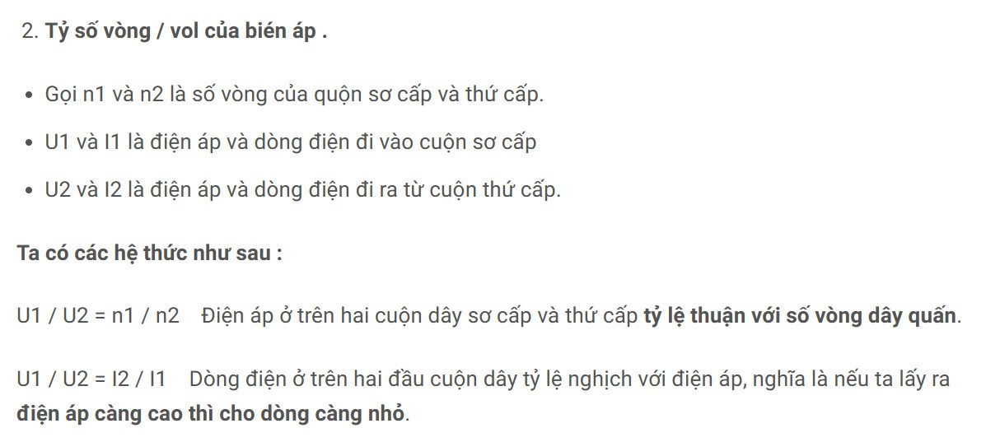 2. Tỷ số vòng / vol của bién áp .
• Gọi n1 và n2 là số vòng của quộn sơ cấp và thứ cấp.
• U1 và I1 là điện áp và dòng điện đi vào cuộn sơ cấp
• U2 và I2 là điện áp và dòng điện đi ra từ cuộn thứ cấp.
Ta có các hệ thức như sau :
U1 / U2 = n1 / n2 Điện áp ở trên hai cuộn dây sơ cấp và thứ cấp tỷ lệ thuận với số vòng dây quấn.
U1 / U2 = I2 / I1 Dòng điện ở trên hai đầu cuộn dây tỷ lệ nghịch với điện áp, nghĩa là nếu ta lấy ra
điện áp càng cao thì cho dòng càng nhỏ.